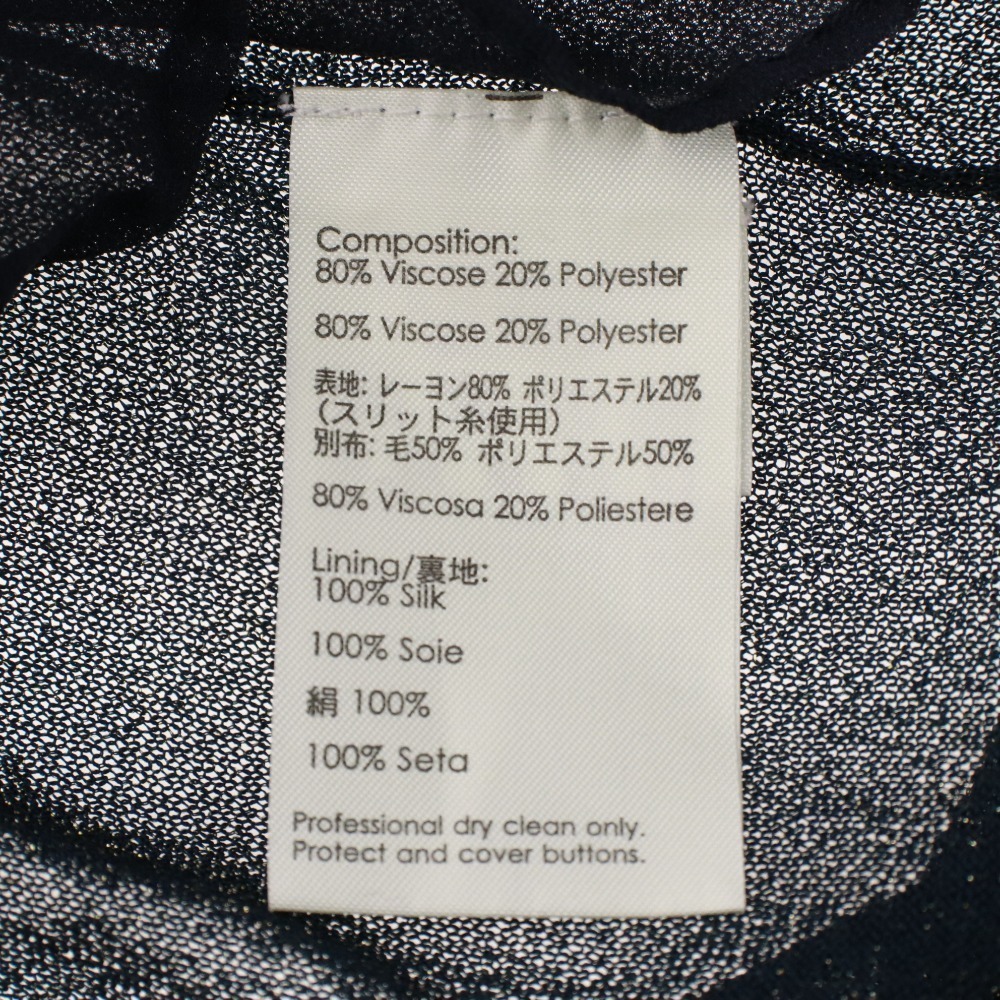 Composition:
80% Viscose 20% Polyester
80% Viscose 20% Polyester
表地: レーヨン80% ポリエステル20%
（スリット糸使用）
別布: 毛50% ポリエステル50%
80% Viscosa 20% Poliestere
Lining/裏地:
100% Silk
100% Soie
絹 100%
100% Seta
Professional dry clean only.
Protect and cover buttons.